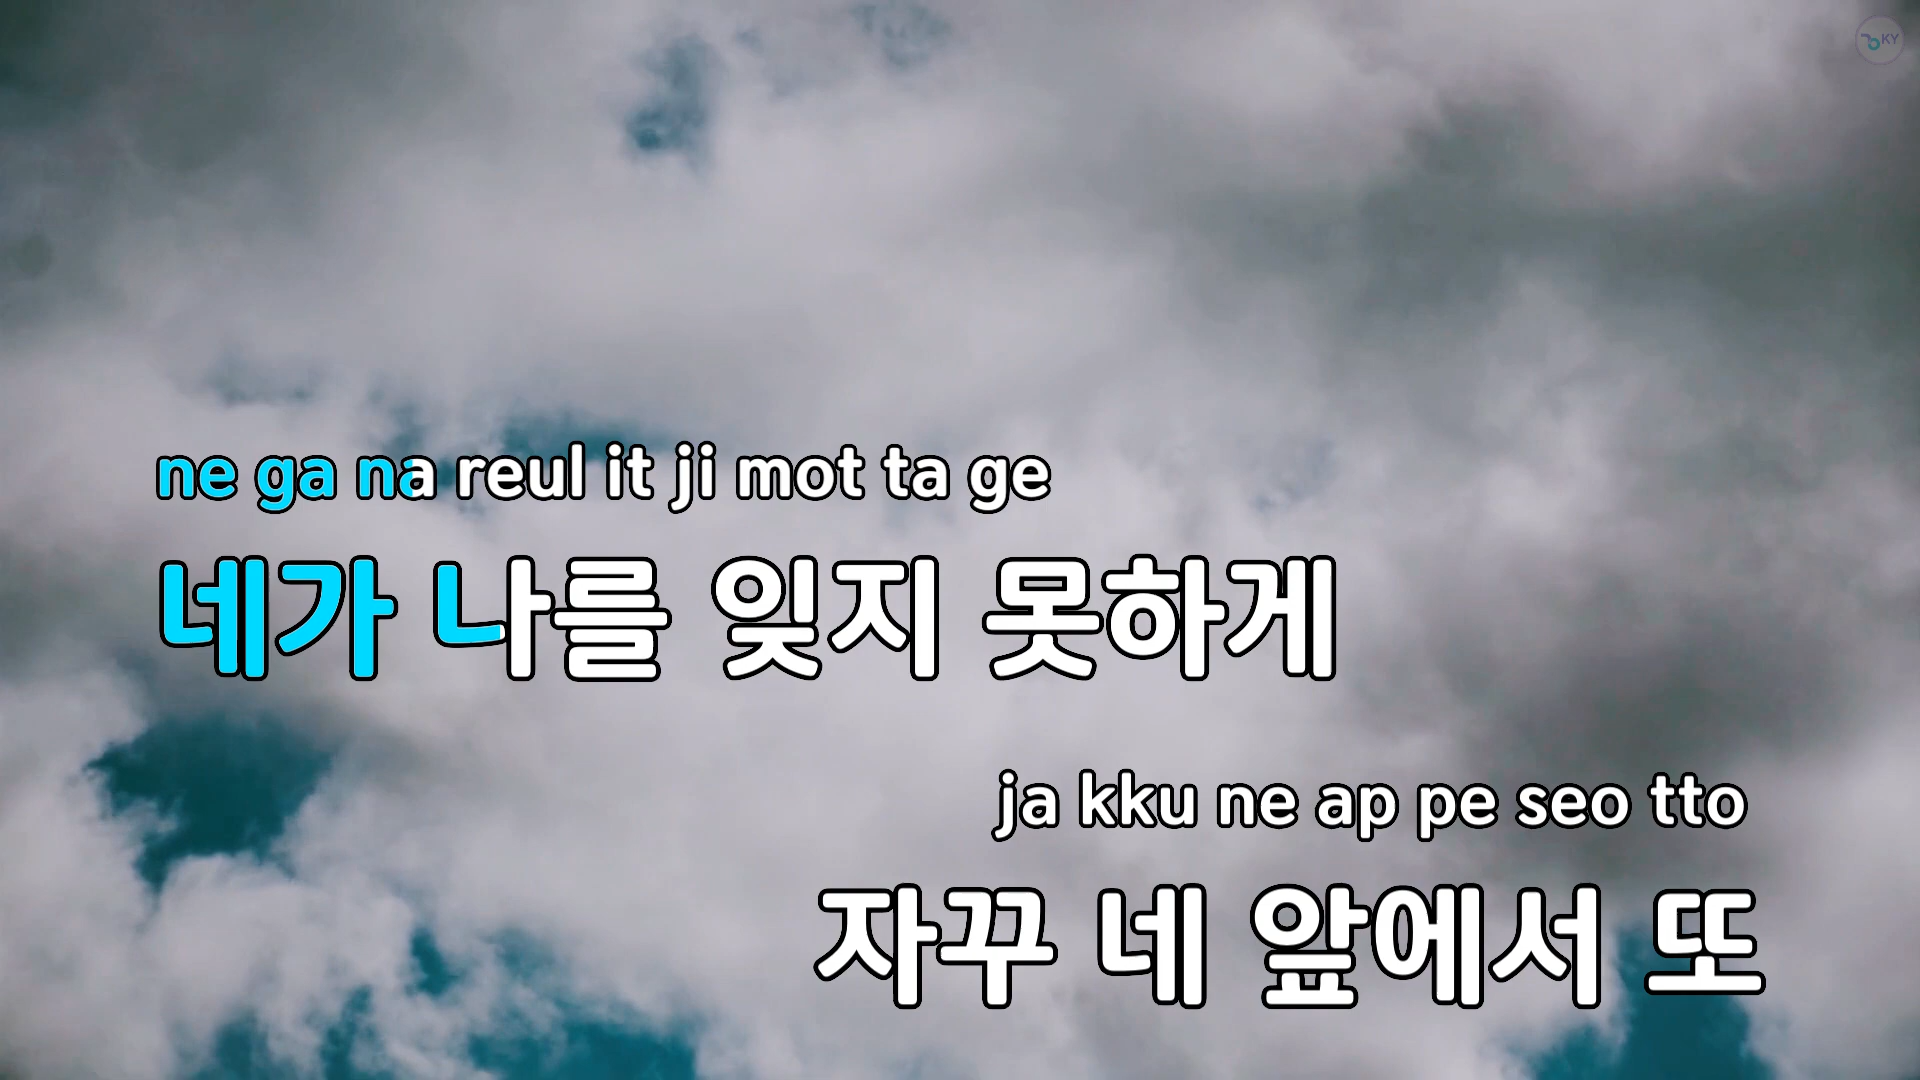 KY
ne ga na reul it ji mot ta ge
네가 나를 잊지 못하게
ja kku ne ap pe seo tto
자꾸 네 앞에서 또